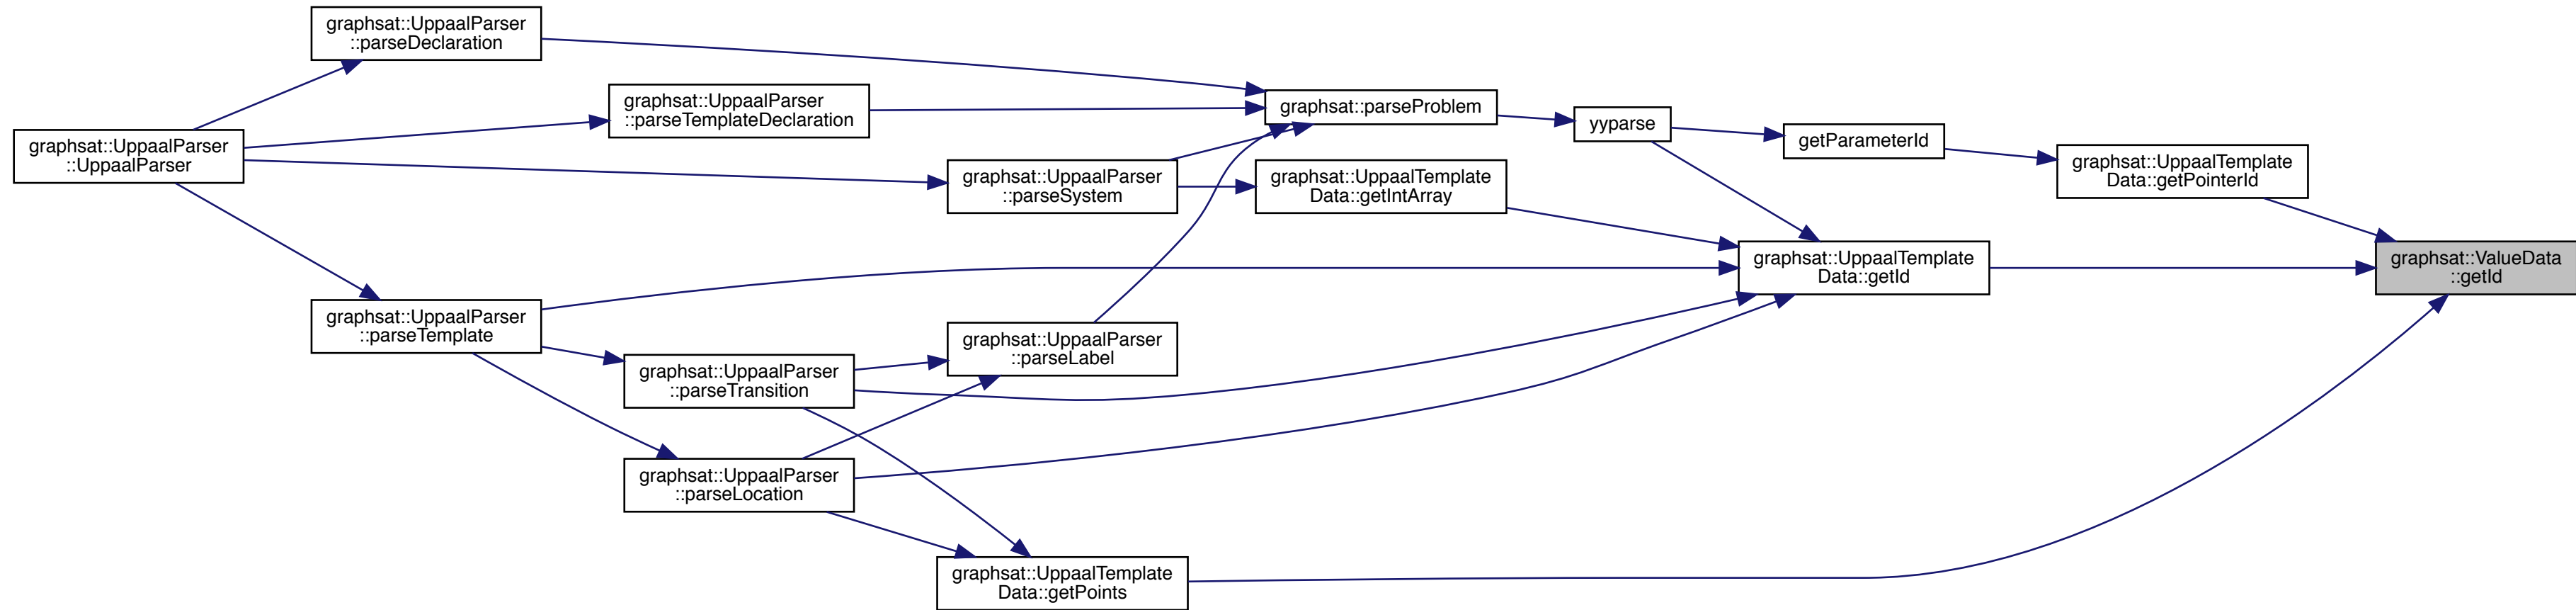 graphsat::UppaalParser
::parseDeclaration
graphsat::UppaalParser
::parseTemplateDeclaration
graphsat::parseProblem
yyparse
getParameterId
graphsat::UppaalParser
::UppaalParser
graphsat::UppaalTemplate
Data::getPointerId
graphsat::UppaalParser
::parseSystem
graphsat::UppaalTemplate
Data::getIntArray
graphsat::UppaalTemplate
Data::getId
graphsat::ValueData
::getId
graphsat::UppaalParser
::parseTemplate
graphsat::UppaalParser
::parseLabel
graphsat::UppaalParser
::parseTransition
graphsat::UppaalParser
::parseLocation
graphsat::UppaalTemplate
Data::getPoints